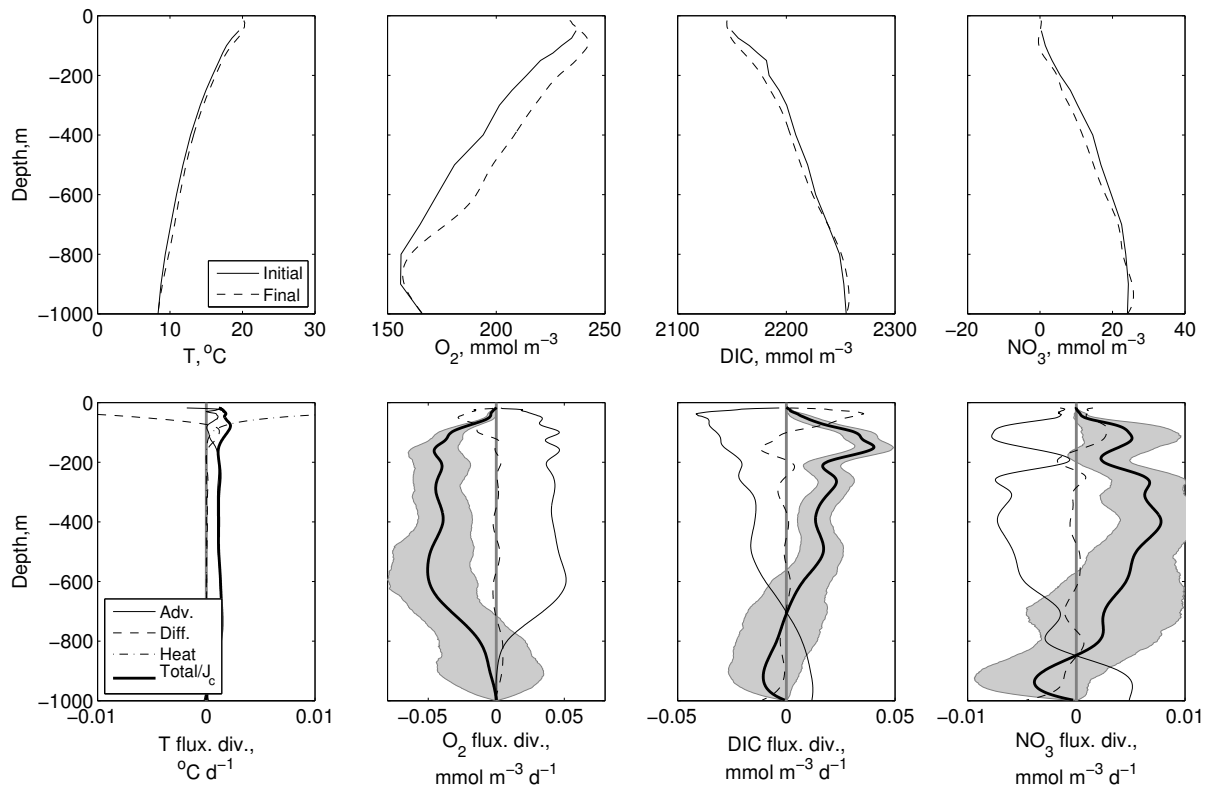 0
−200
−400
−600
−800
−1000
Depth,m
0 10 20 30
T, °C
Initial
Final
150 200 250
O2, mmol m−3
2100 2200 2300
DIC, mmol m−3
−20 0 20 40
NO3, mmol m−3
0
−200
−400
−600
−800
−1000
Depth,m
Adv.
Diff.
Heat
Total/Jc
−0.01 0 0.01
T flux. div.,
°C d−1
−0.05 0 0.05
O2 flux. div.,
mmol m−3 d−1
−0.05 0 0.05
DIC flux. div.,
mmol m−3 d−1
−0.01 0 0.01
NO3 flux. div.,
mmol m−3 d−1